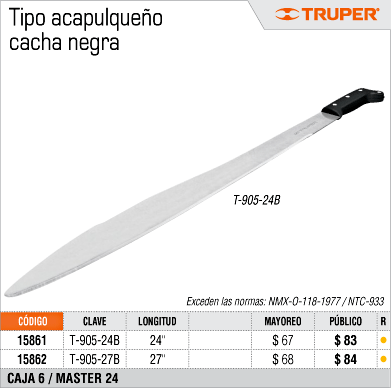 Tipo acapulqueño
cacha negra
TRUPER®
T-905-24B
Exceden las normas: NMX-O-118-1977 / NTC-933
CÓDIGO CLAVE LONGITUD MAYOREO PÚBLICO R
15861 T-905-24B 24" $ 67 $ 83
15862 T-905-27B 27" $ 68 $ 84
CAJA 6 / MASTER 24